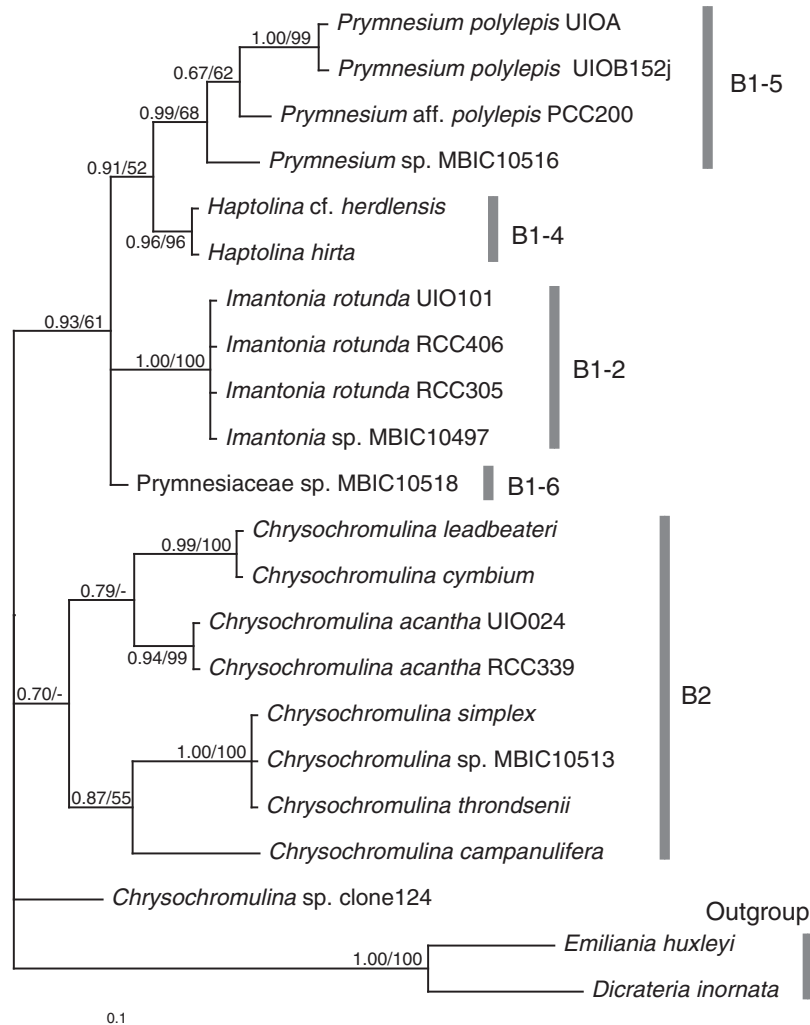 Prymnesium polylepis UIOA
1.00/99
Prymnesium polylepis UIOB152j
0.67/62
B1-5
Prymnesium aff. polylepis PCC200
0.99/68
Prymnesium sp. MBIC10516
0.91/52
Haptolina cf. herdlensis
B1-4
0.96/96
Haptolina hirta
Imantonia rotunda UIO101
0.93/61
Imantonia rotunda RCC406
1.00/100
B1-2
Imantonia rotunda RCC305
Imantonia sp. MBIC10497
Prymnesiaceae sp. MBIC10518
B1-6
Chrysochromulina leadbeateri
0.99/100
Chrysochromulina cymbium
0.79/-
Chrysochromulina acantha UIO024
0.94/99
Chrysochromulina acantha RCC339
0.70/-
B2
Chrysochromulina simplex
1.00/100
Chrysochromulina sp. MBIC10513
0.87/55
Chrysochromulina throndsenii
Chrysochromulina campanulifera
Chrysochromulina sp. clone124
Outgroup
Emiliania huxleyi
1.00/100
Dicrateria inornata
0.1